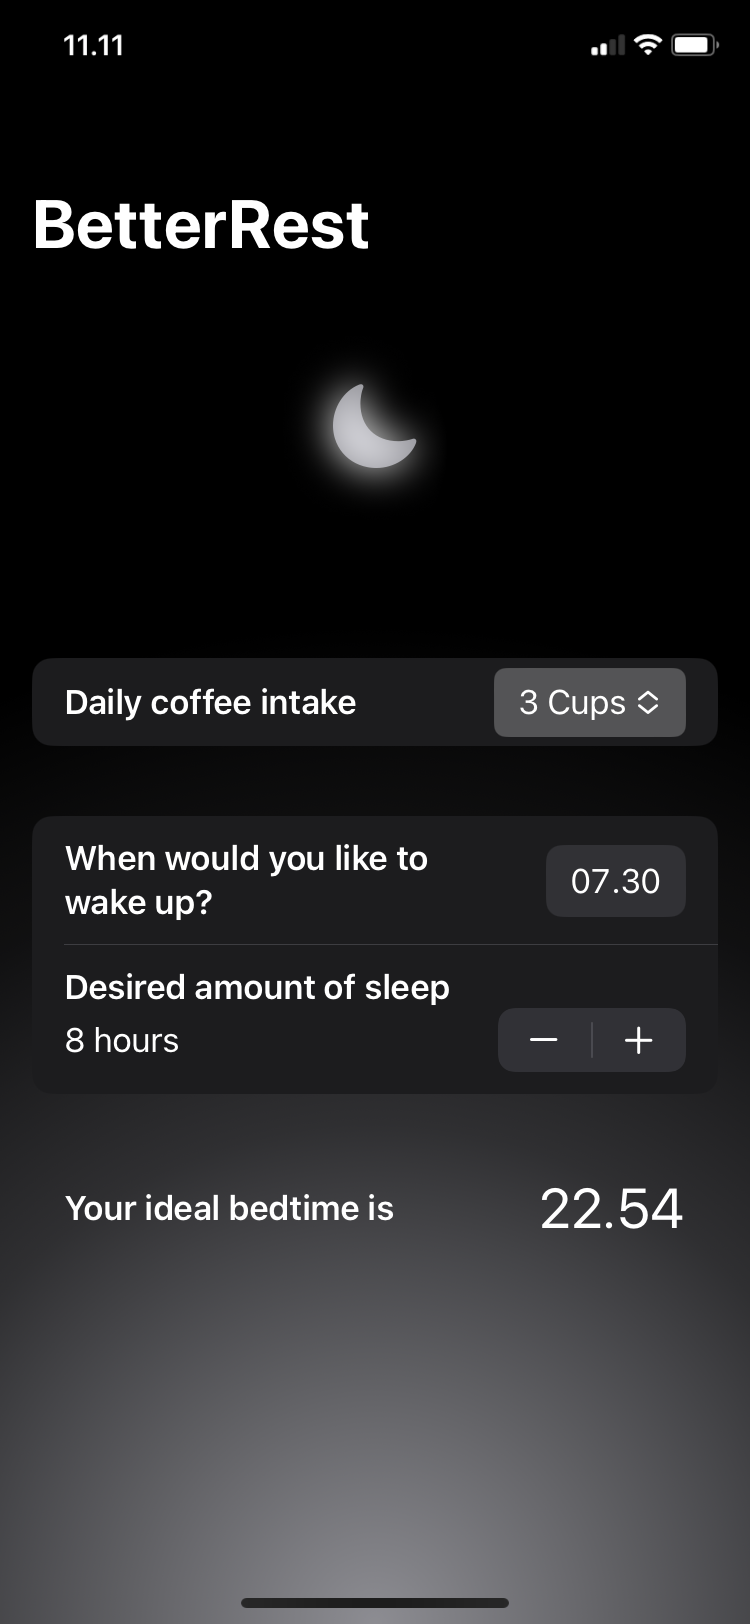 11.11
BetterRest
Daily coffee intake
3 Cups
When would you like to
wake up?
07.30
Desired amount of sleep
8 hours
Your ideal bedtime is
22.54